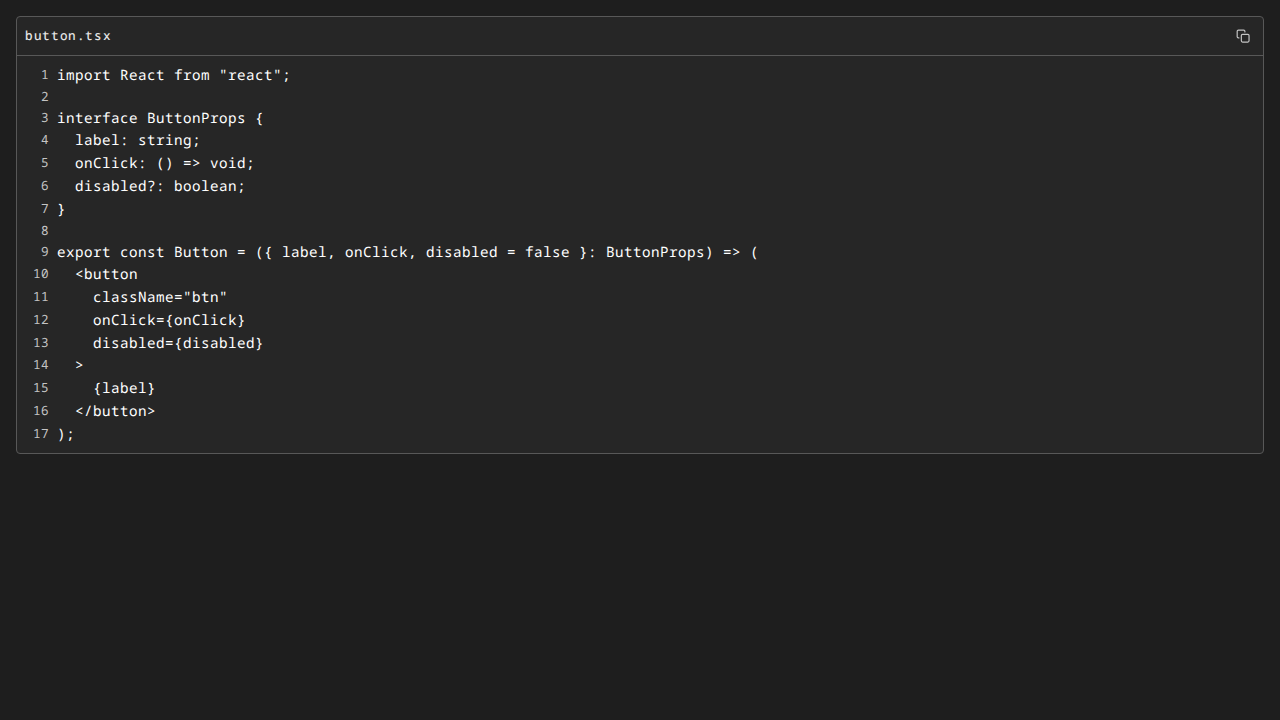 button.tsx
1 import React from "react";
2
3 interface ButtonProps {
4   label: string;
5   onClick: () => void;
6   disabled?: boolean;
7 }
8
9 export const Button = ({ label, onClick, disabled = false }: ButtonProps) => (
10   <button
11     className="btn"
12     onClick={onClick}
13     disabled={disabled}
14   >
15     {label}
16   </button>
17 );